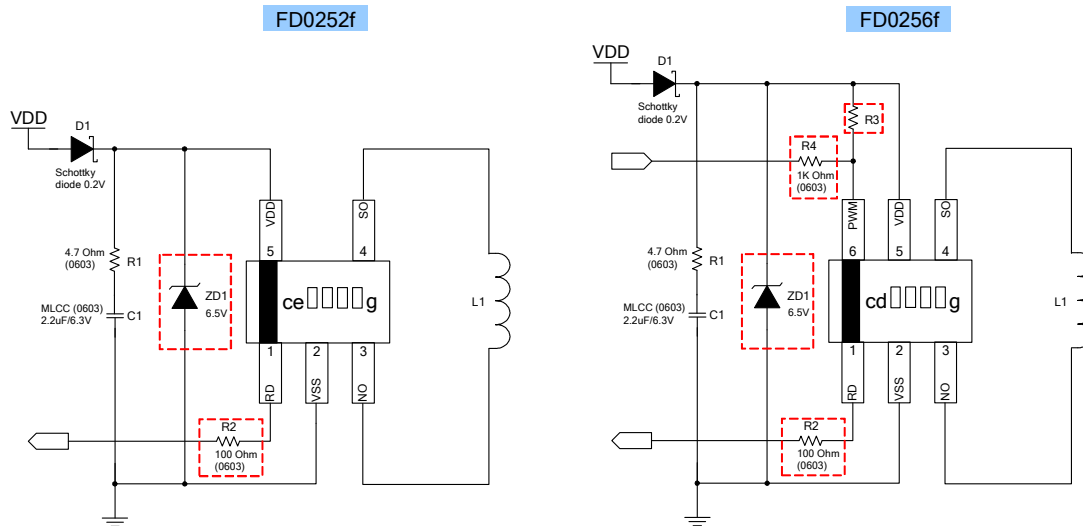 FD0252f
VDD
D1
Schottky
diode 0.2V
VDD
5
SO
4
4.7 Ohm
(0603)
R1
ZD1
6.5V
ce▯▯▯▯g
L1
MLCC (0603)
2.2uF/6.3V
C1
1
RD
2
VSS
3
NO
R2
100 Ohm
(0603)
FD0256f
VDD
D1
Schottky
diode 0.2V
R3
R4
1K Ohm
(0603)
PWM
6
VDD
5
SO
4
4.7 Ohm
(0603)
R1
ZD1
6.5V
cd▯▯▯▯g
L1
MLCC (0603)
2.2uF/6.3V
C1
1
RD
2
VSS
3
NO
R2
100 Ohm
(0603)